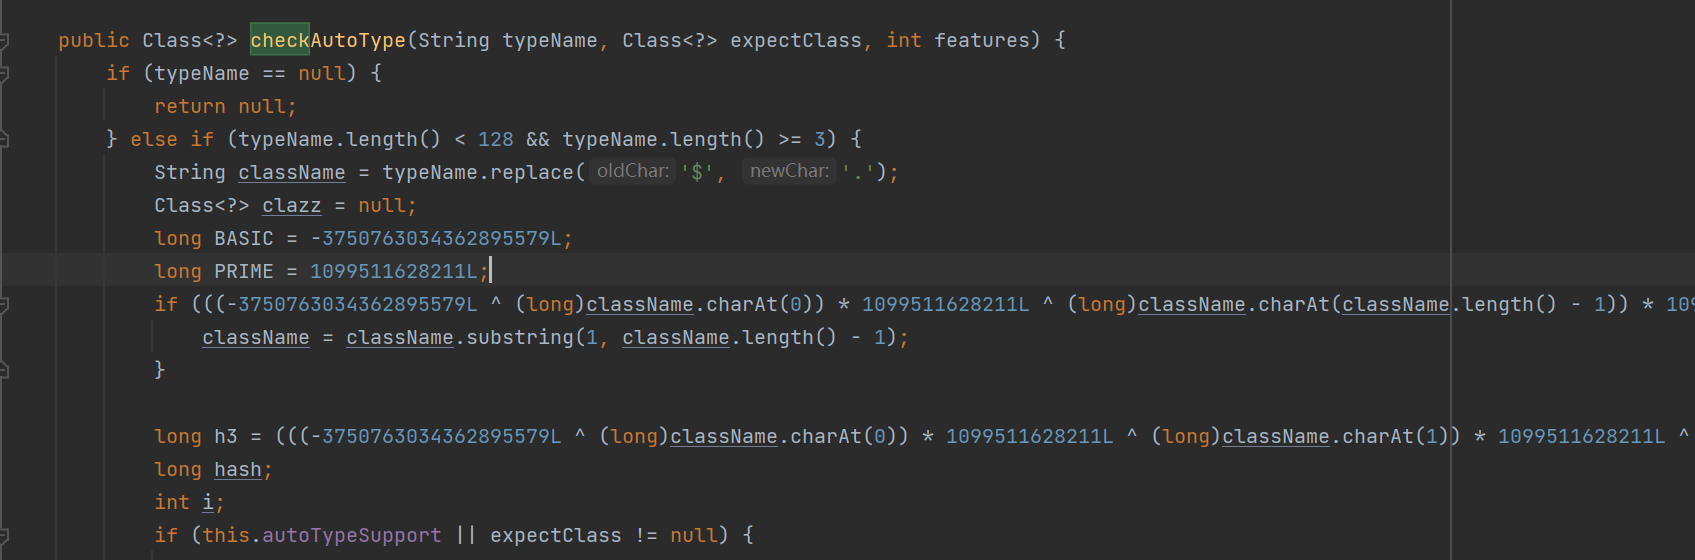 public Class<?> checkAutoType(String typeName, Class<?> expectClass, int features) {
if (typeName == null) {
return null;
} else if (typeName.length() < 128 && typeName.length() >= 3) {
String className = typeName.replace( oldChar: '$', newChar: '.');
Class<?> clazz = null;
long BASIC = -3750763034362895579L;
long PRIME = 1099511628211L;
if (((-3750763034362895579L ^ (long)className.charAt(0)) * 1099511628211L ^ (long)className.charAt(className.length() - 1)) * 109
className = className.substring(1, className.length() - 1);
}
long h3 = (((-3750763034362895579L ^ (long)className.charAt(0)) * 1099511628211L ^ (long)className.charAt(1)) * 1099511628211L ^
long hash;
int i;
if (this.autoTypeSupport || expectClass != null) {